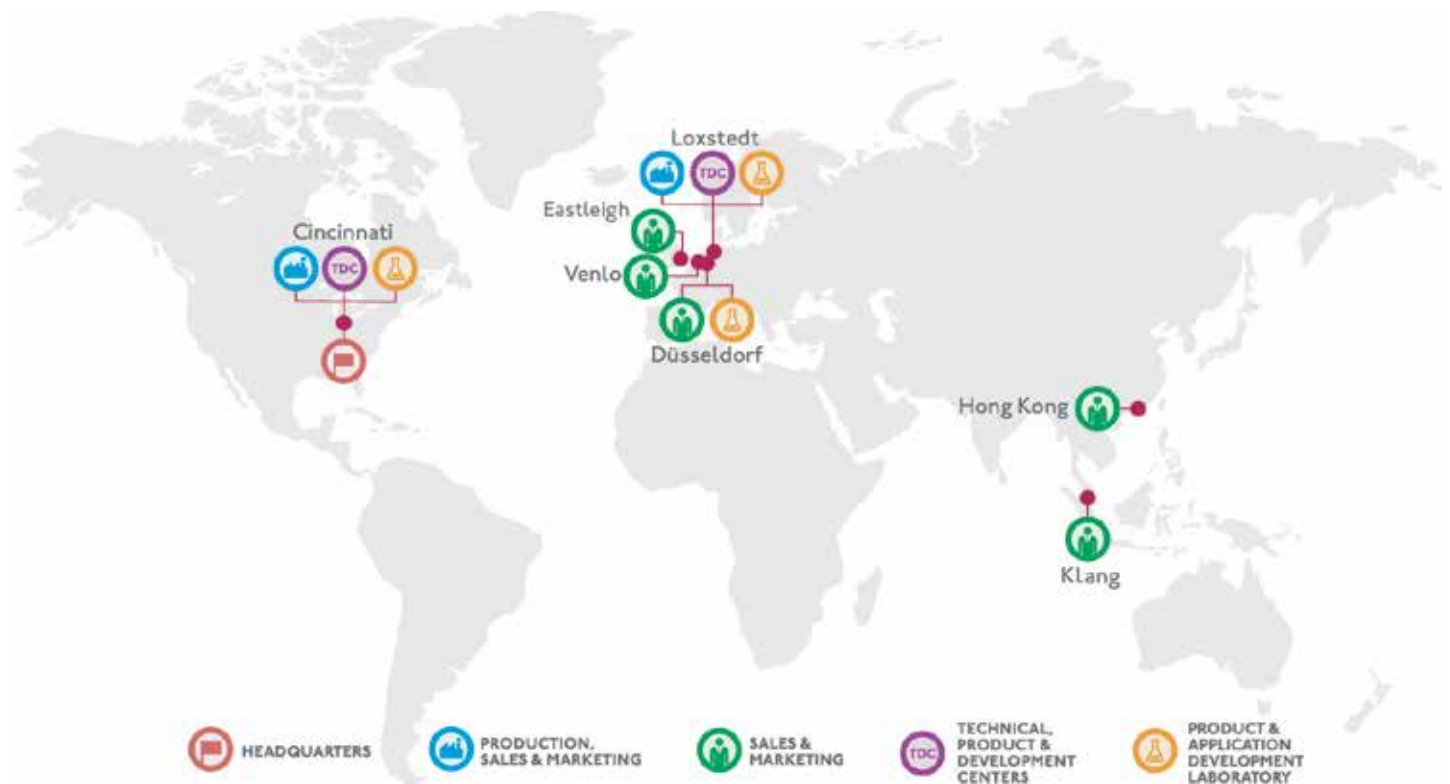 Loxstedt
TDC
Eastleigh
Cincinnati
TDC
Venlo
Düsseldorf
Hong Kong
Klang
HEADQUARTERS
PRODUCTION,
SALES & MARKETING
SALES &
MARKETING
TDC
TECHNICAL,
PRODUCT &
DEVELOPMENT
CENTERS
PRODUCT &
APPLICATION
DEVELOPMENT
LABORATORY